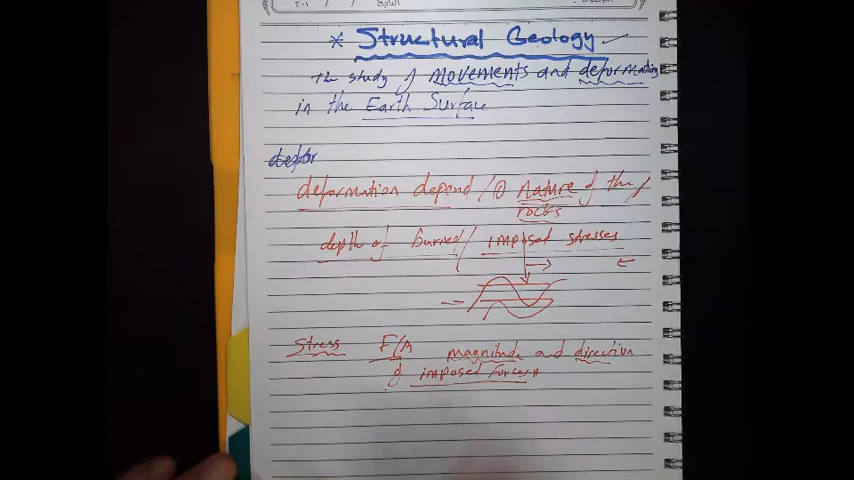 * Structural Geology
The study of movements and deformation
in the Earth Surface
deformation depend / ① nature of the /
rocks
depth of burried / imposed stresses
Stress F/A magnitude and direction
of imposed Forces